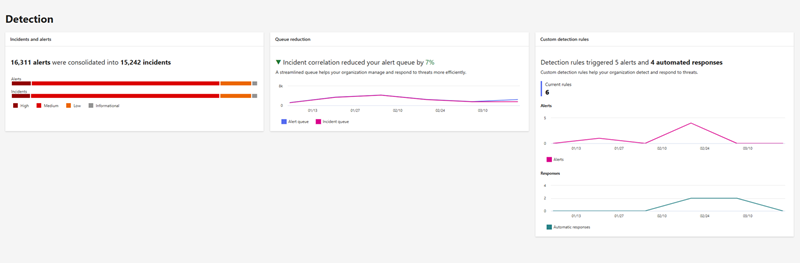 Detection
Incidents and alerts
16,311 alerts were consolidated into 15,242 incidents
Alerts
Incidents
High
Medium
Low
Informational
Queue reduction
▼ Incident correlation reduced your alert queue by 7%
A streamlined queue helps your organization manage and respond to threats more efficiently.
0
01/13
01/27
02/10
02/24
03/10
Alert queue
Incident queue
Custom detection rules
Detection rules triggered 5 alerts and 4 automated responses
Custom detection rules help your organization detect and respond to threats.
Current rules
6
Alerts
5
0
01/13
01/27
02/10
02/24
03/10
Alerts
Responses
4
2
0
01/13
01/27
02/10
02/24
03/10
Automatic responses